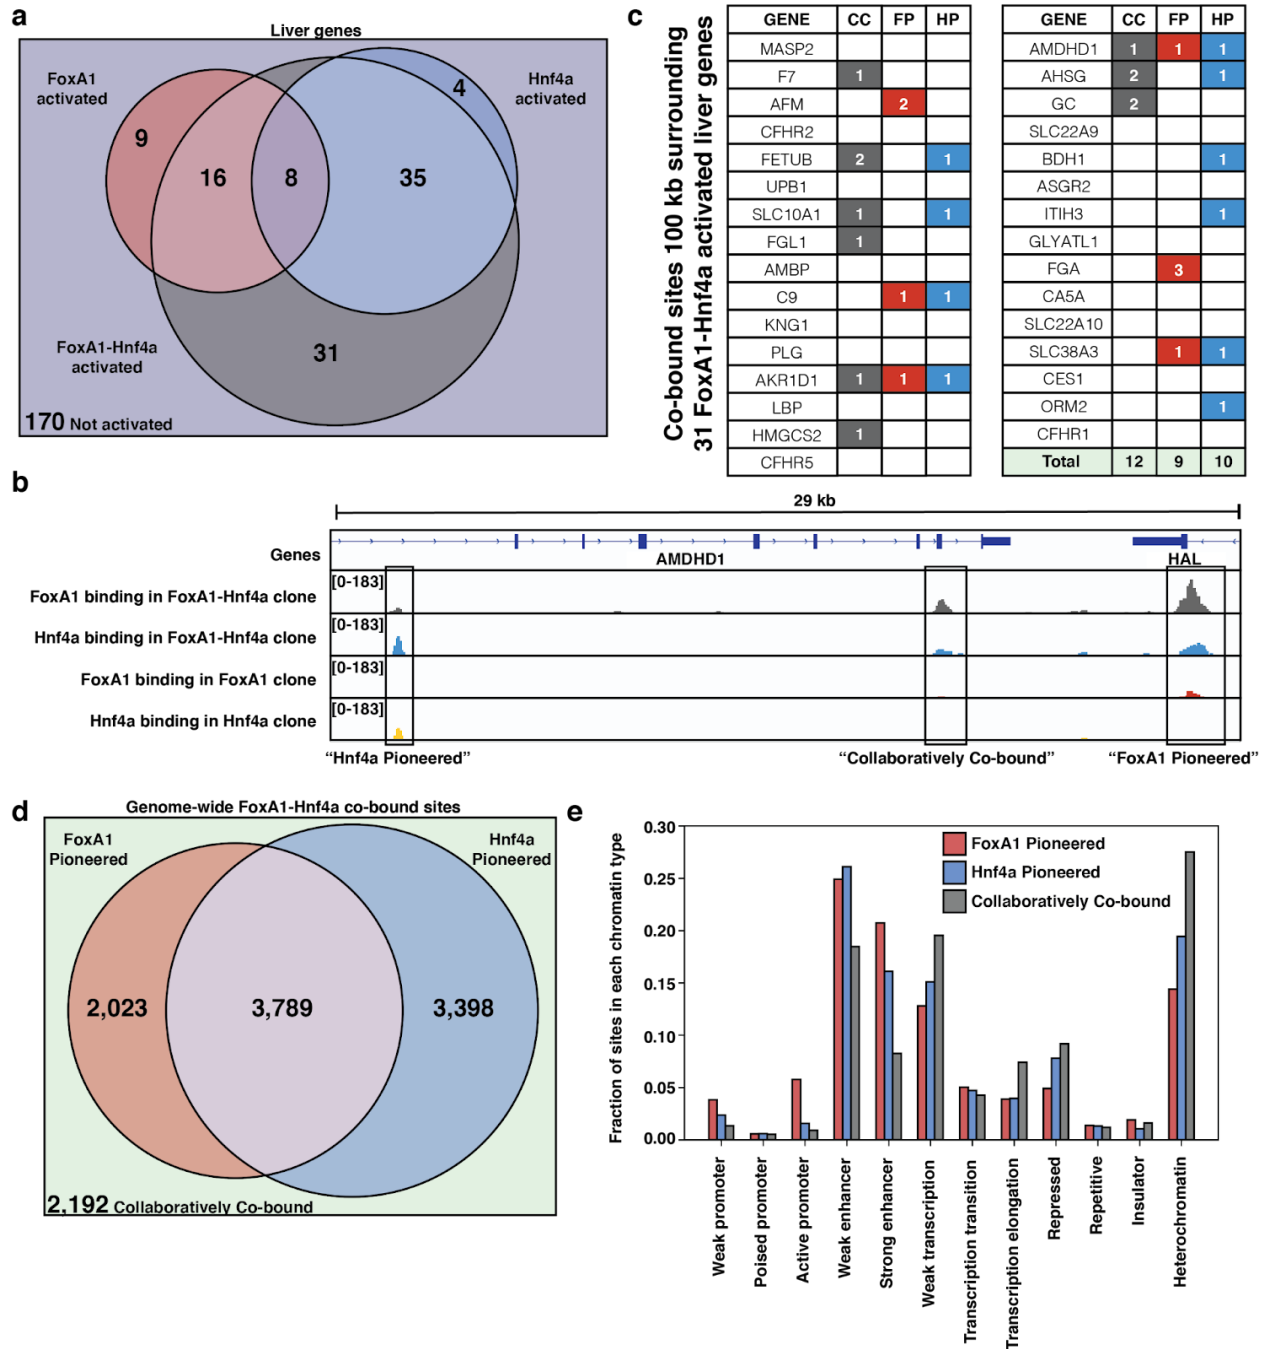 a
Liver genes
FoxA1
activated
Hnf4a
activated
4
9
16
8
35
31
FoxA1-Hnf4a
activated
170 Not activated
c
Co-bound sites 100 kb surrounding
31 FoxA1-Hnf4a activated liver genes
GENE CC FP HP
MASP2
F7 1
AFM 2
CFHR2
FETUB 2 1
UPB1
SLC10A1 1 1
FGL1 1
AMBP
C9 1 1
KNG1
PLG
AKR1D1 1 1 1
LBP
HMGCS2 1
CFHR5
GENE CC FP HP
AMDHD1 1 1 1
AHSG 2 1
GC 2
SLC22A9
BDH1 1
ASGR2
ITIH3 1
GLYATL1
FGA 3
CA5A
SLC22A10
SLC38A3 1 1
CES1
ORM2 1
CFHR1
Total 12 9 10
b
29 kb
Genes
AMDHD1 HAL
FoxA1 binding in FoxA1-Hnf4a clone [0-183]
Hnf4a binding in FoxA1-Hnf4a clone [0-183]
FoxA1 binding in FoxA1 clone [0-183]
Hnf4a binding in Hnf4a clone [0-183]
“Hnf4a Pioneered” “Collaboratively Co-bound” “FoxA1 Pioneered”
d
Genome-wide FoxA1-Hnf4a co-bound sites
FoxA1
Pioneered
Hnf4a
Pioneered
2,023 3,789 3,398
2,192 Collaboratively Co-bound
e
Fraction of sites in each chromatin type
0.30
0.25
0.20
0.15
0.10
0.05
0.00
FoxA1 Pioneered
Hnf4a Pioneered
Collaboratively Co-bound
Weak promoter
Poised promoter
Active promoter
Weak enhancer
Strong enhancer
Weak transcription
Transcription transition
Transcription elongation
Repressed
Repetitive
Insulator
Heterochromatin